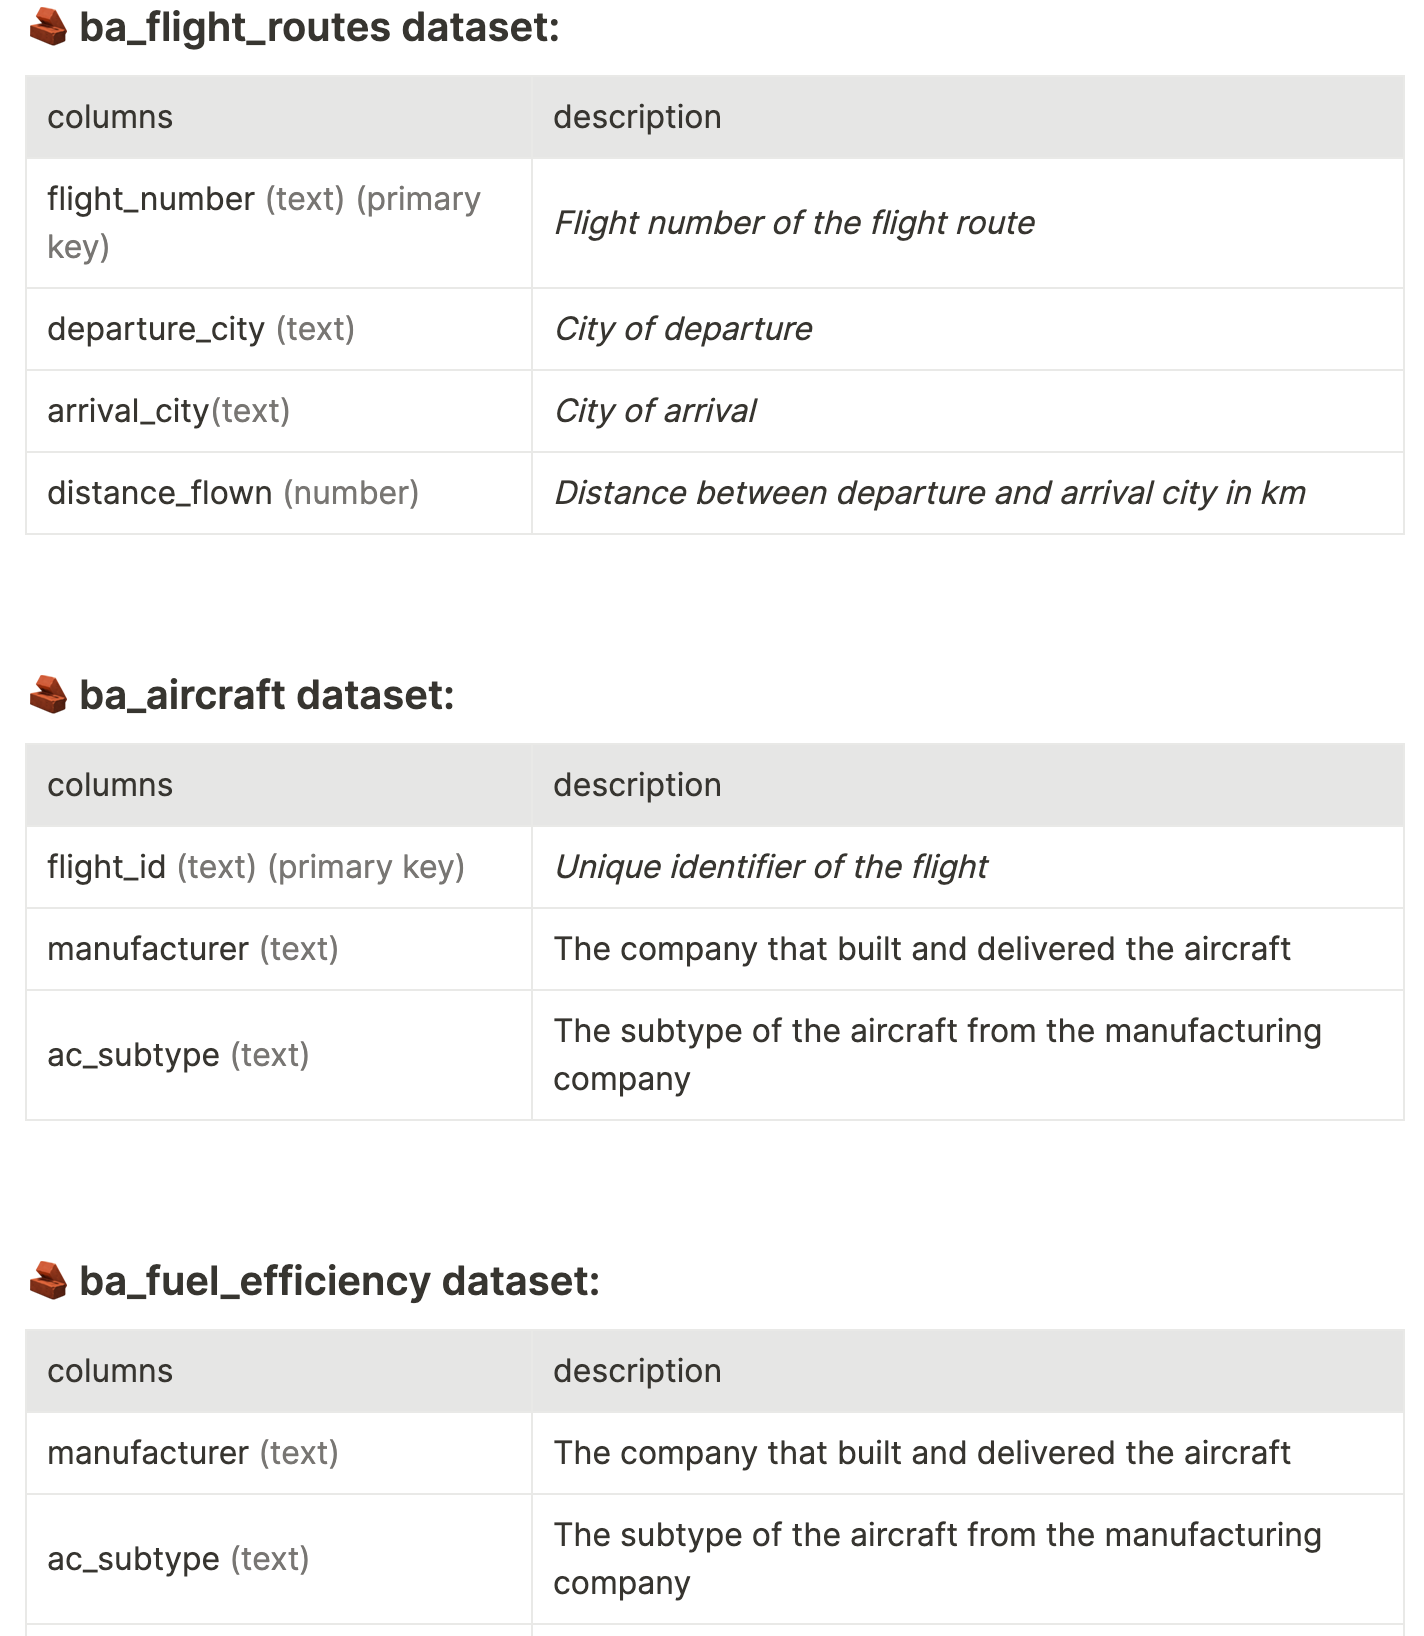 ba_flight_routes dataset:
columns description
flight_number (text) (primary
key)
Flight number of the flight route
departure_city (text) City of departure
arrival_city(text) City of arrival
distance_flown (number) Distance between departure and arrival city in km
ba_aircraft dataset:
columns description
flight_id (text) (primary key) Unique identifier of the flight
manufacturer (text) The company that built and delivered the aircraft
ac_subtype (text)
The subtype of the aircraft from the manufacturing
company
ba_fuel_efficiency dataset:
columns description
manufacturer (text) The company that built and delivered the aircraft
ac_subtype (text)
The subtype of the aircraft from the manufacturing
company